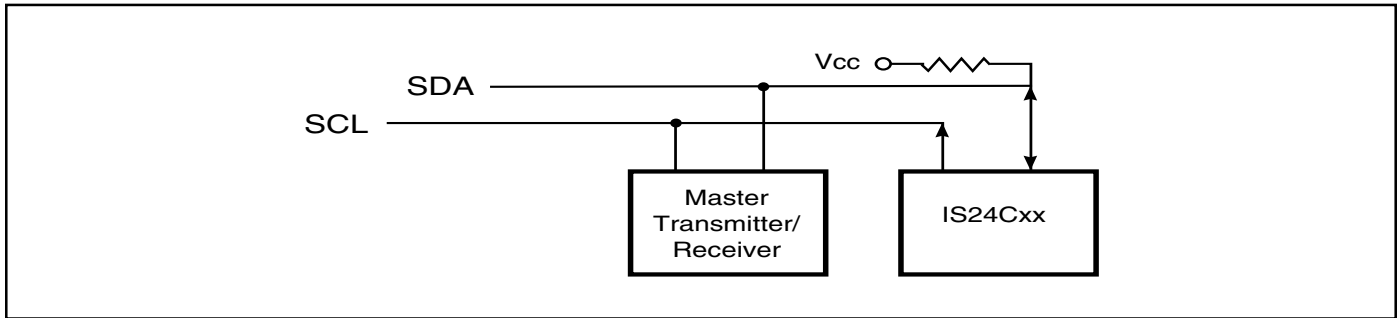 Vcc
SDA
SCL
Master
Transmitter/
Receiver
IS24Cxx